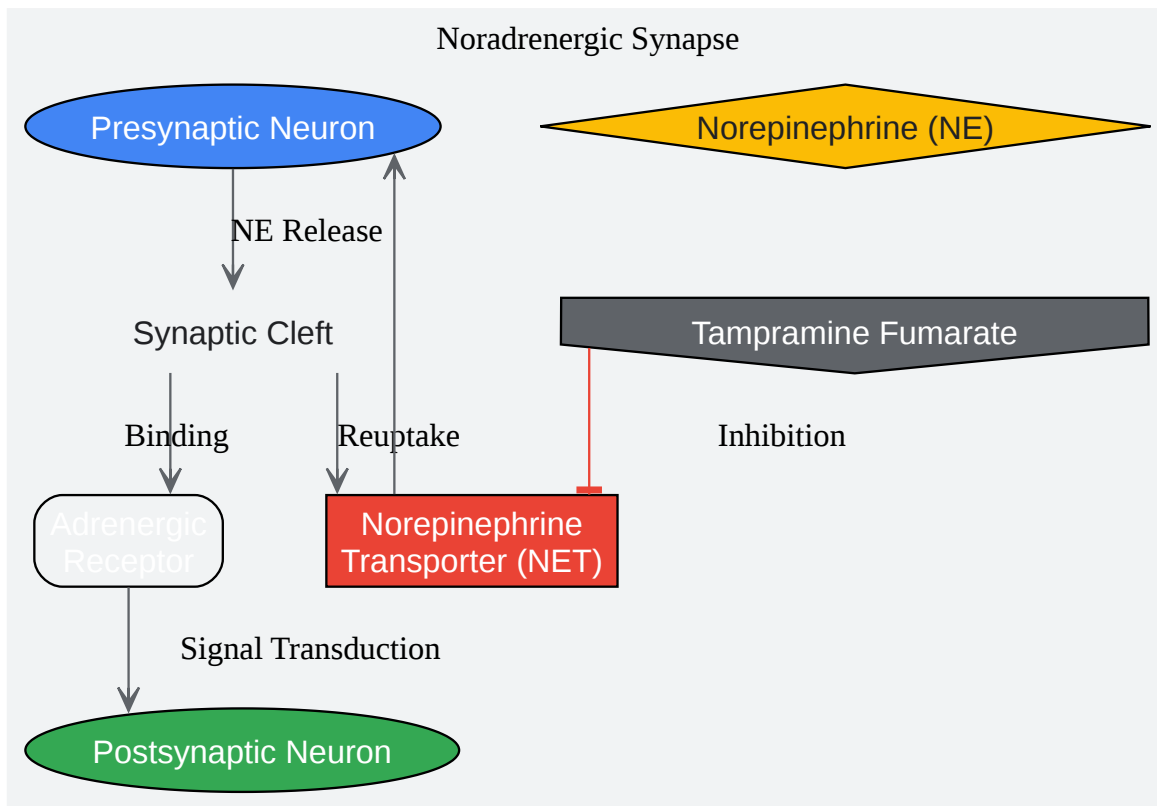 Noradrenergic Synapse
Presynaptic Neuron
Norepinephrine (NE)
NE Release
Synaptic Cleft
Tampramine Fumarate
Binding
Reuptake
Inhibition
Adrenergic
Receptor
Norepinephrine
Transporter (NET)
Signal Transduction
Postsynaptic Neuron